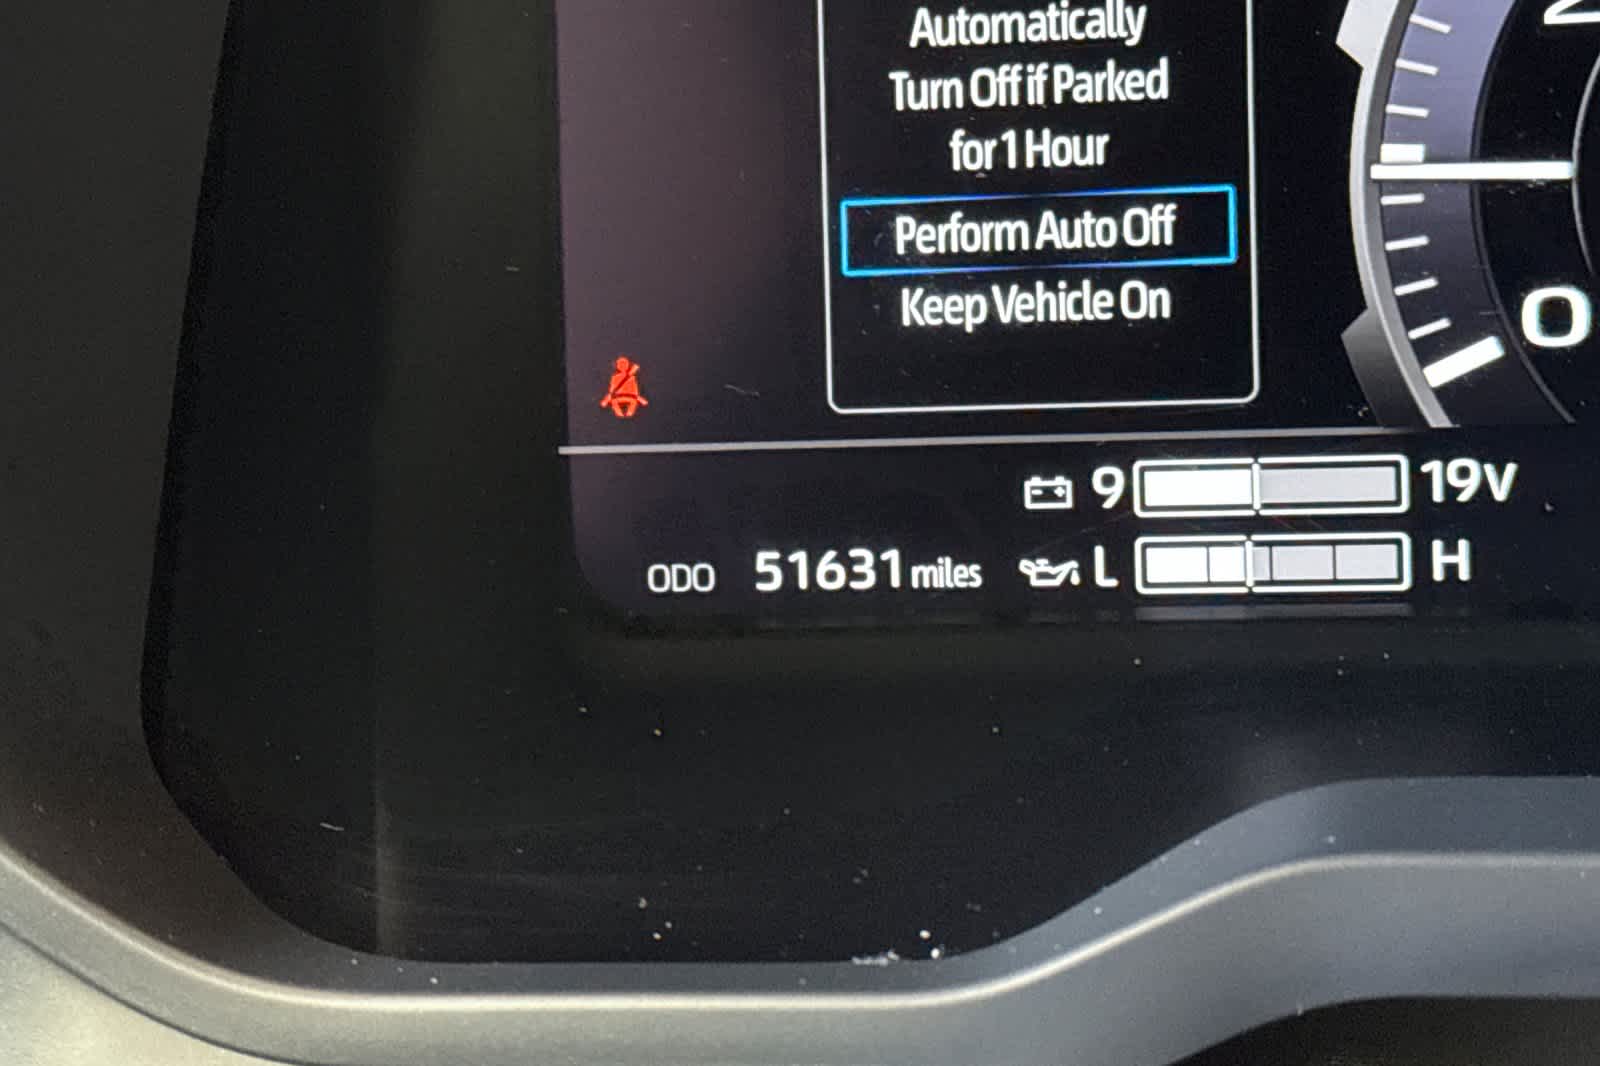 Automatically
Turn Off if Parked
for 1 Hour
Perform Auto Off
Keep Vehicle On
0
9 19V
ODO 51631 miles L H